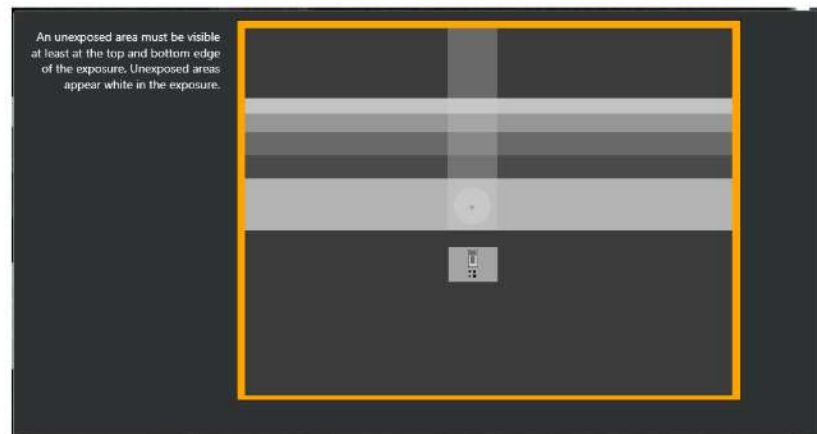 An unexposed area must be visible
at least at the top and bottom edge
of the exposure. Unexposed areas
appear white in the exposure.